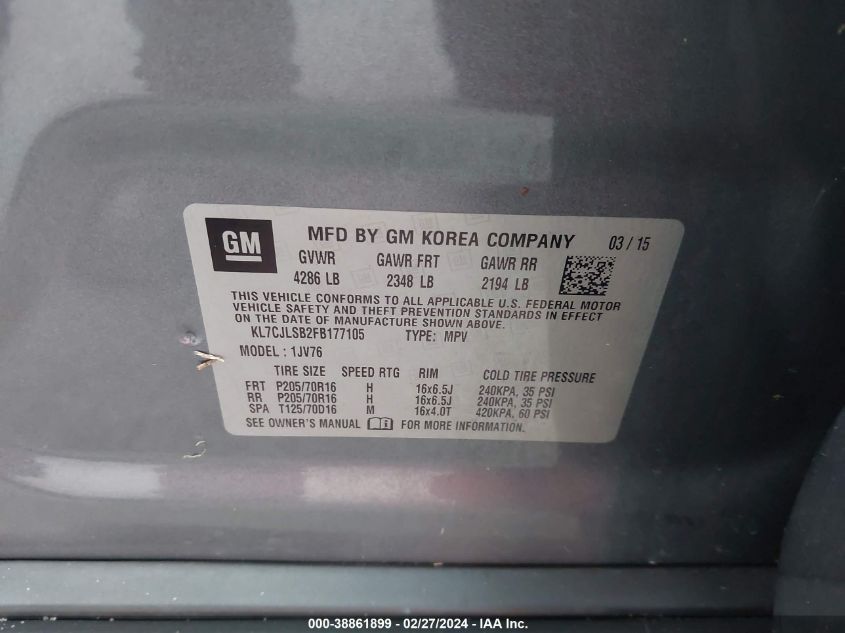 GM MFD BY GM KOREA COMPANY 03 / 15
GVWR GAWR FRT GAWR RR
4286 LB 2348 LB 2194 LB
THIS VEHICLE CONFORMS TO ALL APPLICABLE U.S. FEDERAL MOTOR
VEHICLE SAFETY AND THEFT PREVENTION STANDARDS IN EFFECT
ON THE DATE OF MANUFACTURE SHOWN ABOVE.
KL7CJLSB2FB177105 TYPE: MPV
MODEL : 1JV76
TIRE SIZE SPEED RTG RIM COLD TIRE PRESSURE
FRT P205/70R16 H 16x6.5J 240KPA, 35 PSI
RR P205/70R16 H 16x6.5J 240KPA, 35 PSI
SPA T125/70D16 M 16x4.0T 420KPA, 60 PSI
SEE OWNER'S MANUAL FOR MORE INFORMATION.
000-38861899 - 02/27/2024 - IAA Inc.